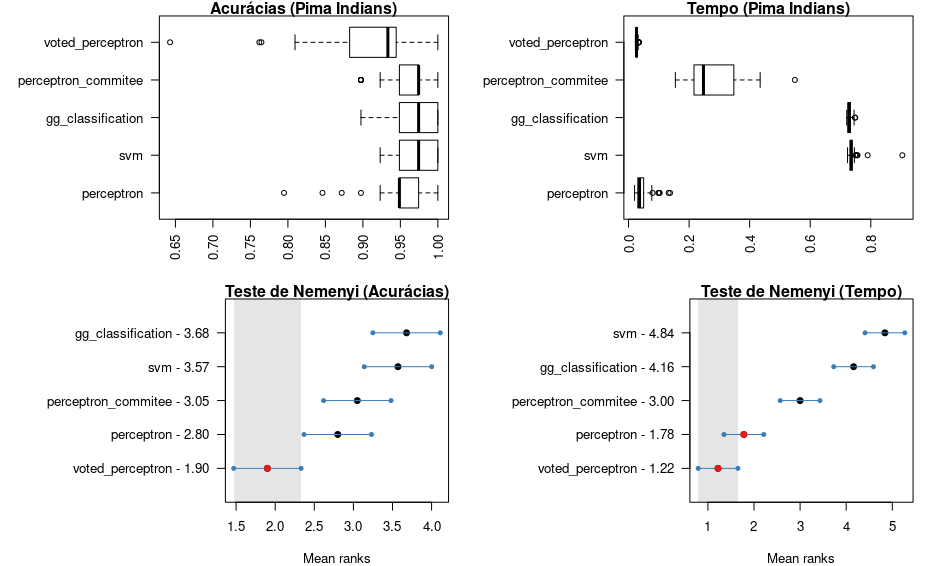 Acurácias (Pima Indians)
voted_perceptron
perceptron_commitee
gg_classification
svm
perceptron
0.65
0.70
0.75
0.80
0.85
0.90
0.95
1.00
Tempo (Pima Indians)
voted_perceptron
perceptron_commitee
gg_classification
svm
perceptron
0.0
0.2
0.4
0.6
0.8
Teste de Nemenyi (Acurácias)
gg_classification - 3.68
svm - 3.57
perceptron_commitee - 3.05
perceptron - 2.80
voted_perceptron - 1.90
1.5 2.0 2.5 3.0 3.5 4.0
Mean ranks
Teste de Nemenyi (Tempo)
svm - 4.84
gg_classification - 4.16
perceptron_commitee - 3.00
perceptron - 1.78
voted_perceptron - 1.22
1 2 3 4 5
Mean ranks